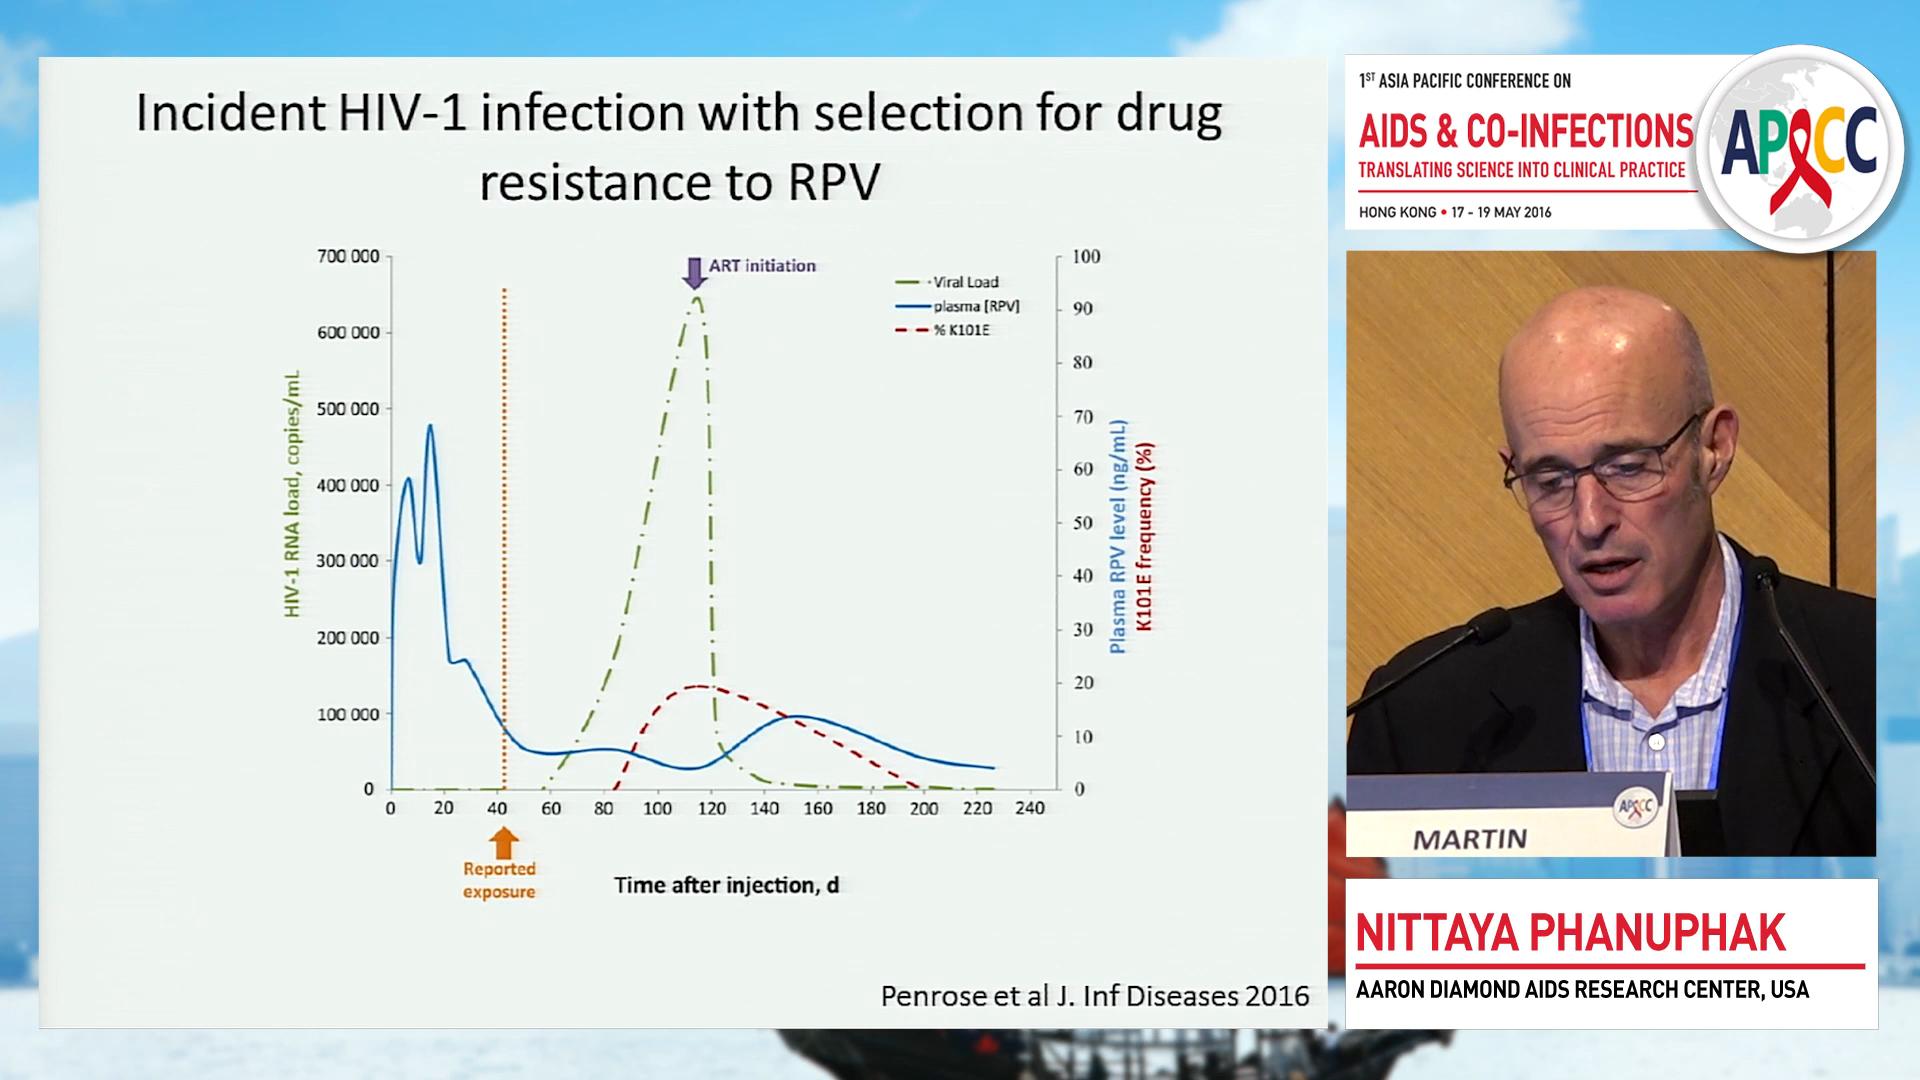 Incident HIV-1 infection with selection for drug
resistance to RPV
700 000
600 000
500 000
400 000
300 000
200 000
100 000
0
HIV-1 RNA load, copies/mL
ART initiation
Viral Load
plasma [RPV]
% K101E
100
90
80
70
60
50
40
30
20
10
0
Plasma RPV level (ng/mL)
K101E frequency (%)
0 20 40 60 80 100 120 140 160 180 200 220 240
Reported
exposure
Time after injection, d
Penrose et al J. Inf Diseases 2016
1ST ASIA PACIFIC CONFERENCE ON
AIDS & CO-INFECTIONS
TRANSLATING SCIENCE INTO CLINICAL PRACTICE
HONG KONG • 17 - 19 MAY 2016
APCC
APCC
MARTIN
NITTAYA PHANUPHAK
AARON DIAMOND AIDS RESEARCH CENTER, USA